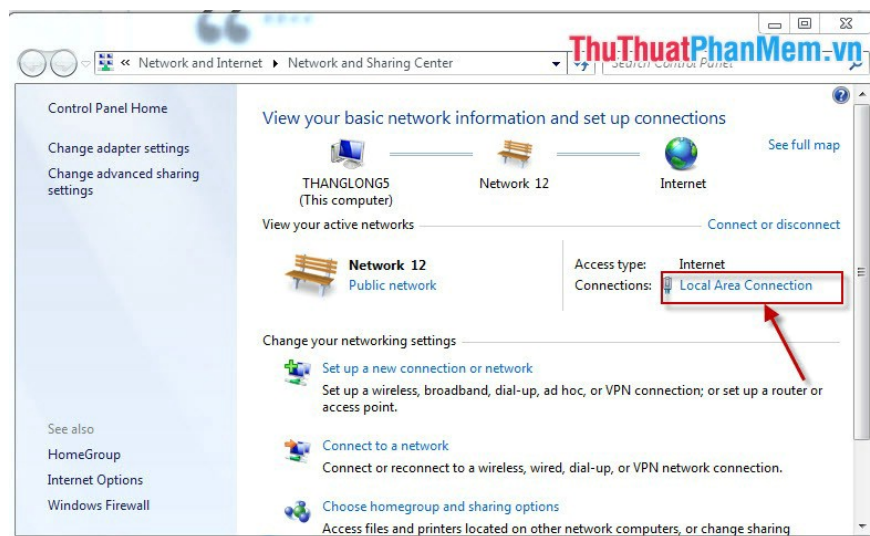 ThuThuatPhanMem.vn
« Network and Internet ▸ Network and Sharing Center
Search Control Panel
Control Panel Home
Change adapter settings
Change advanced sharing
settings
View your basic network information and set up connections
See full map
THANGLONG5
(This computer)
Network 12
Internet
View your active networks
Connect or disconnect
Network 12
Public network
Access type: Internet
Connections: Local Area Connection
Change your networking settings
Set up a new connection or network
Set up a wireless, broadband, dial-up, ad hoc, or VPN connection; or set up a router or
access point.
Connect to a network
Connect or reconnect to a wireless, wired, dial-up, or VPN network connection.
Choose homegroup and sharing options
Access files and printers located on other network computers, or change sharing
See also
HomeGroup
Internet Options
Windows Firewall